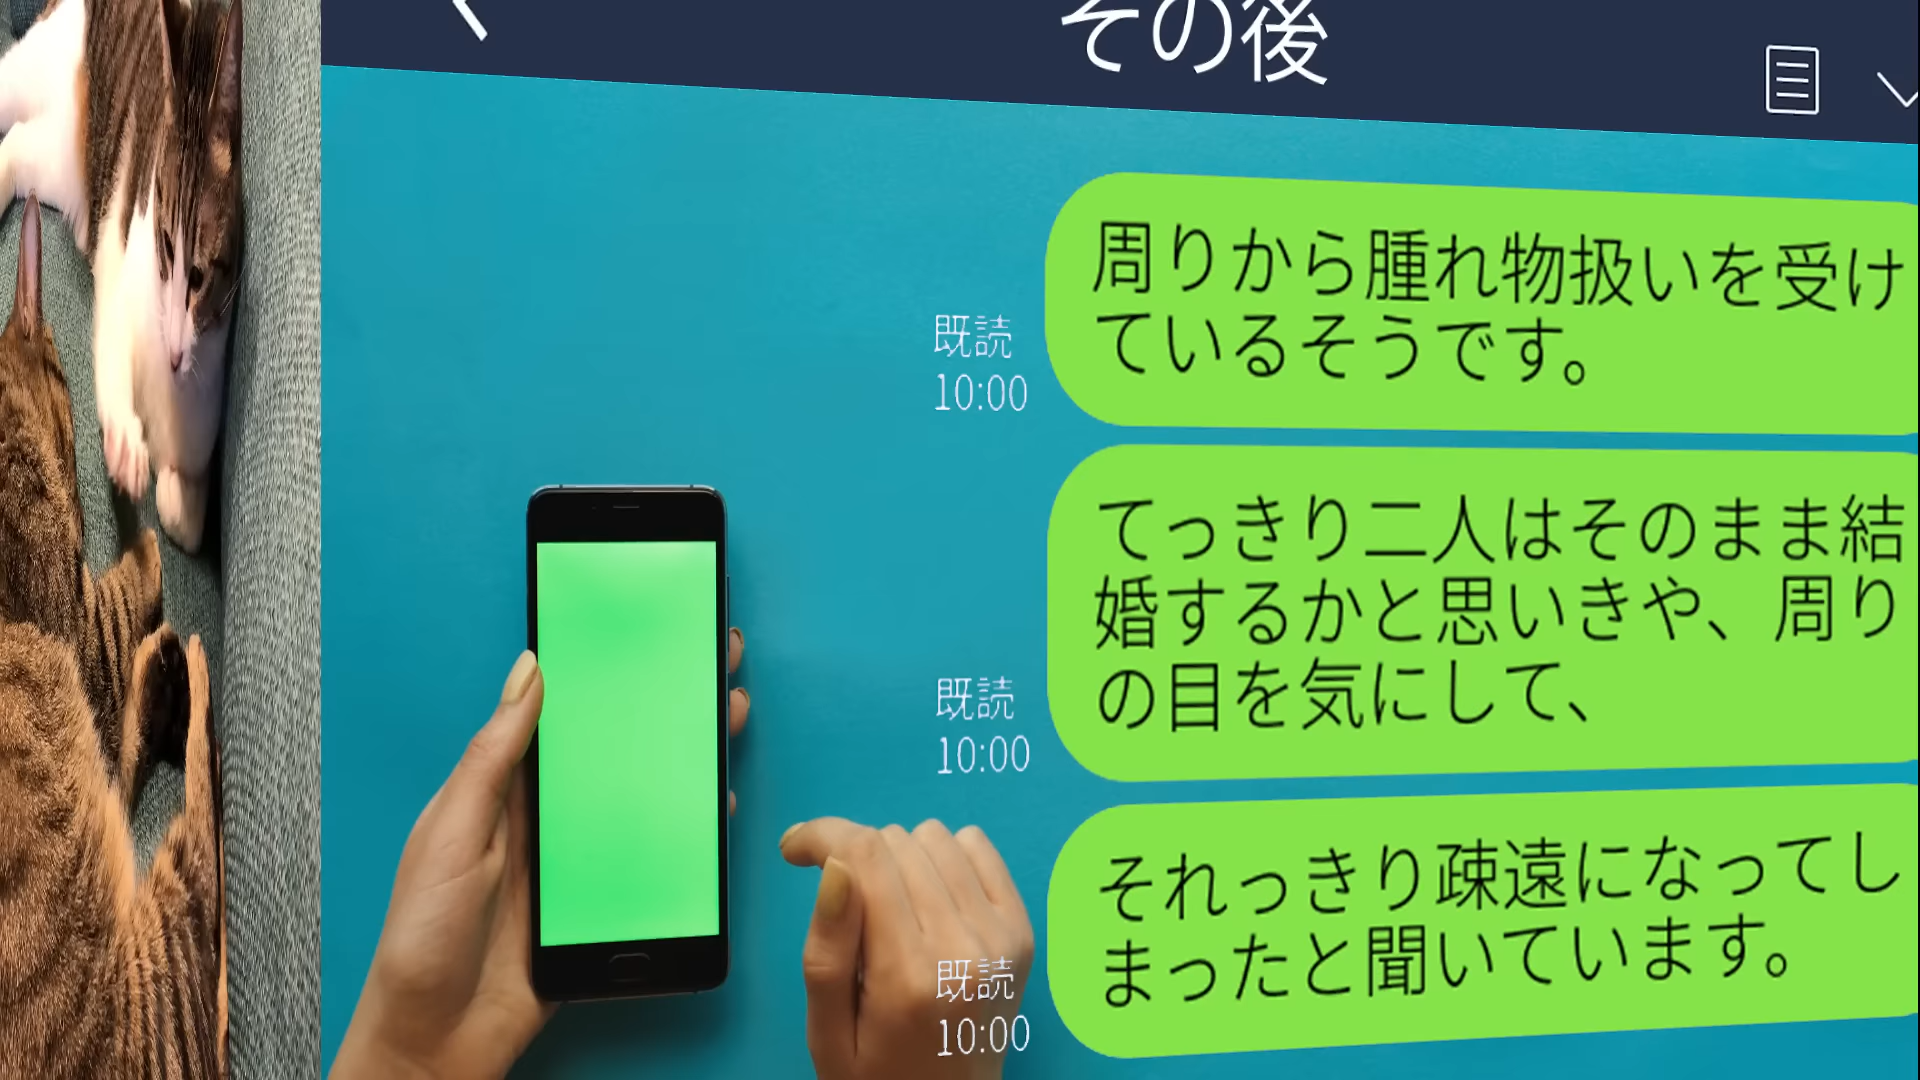 その後
周りから腫れ物扱いを受け
ているそうです。
既読
10:00
てっきり二人はそのまま結
婚するかと思いきや、周り
の目を気にして、
既読
10:00
それっきり疎遠になってし
まったと聞いています。
既読
10:00